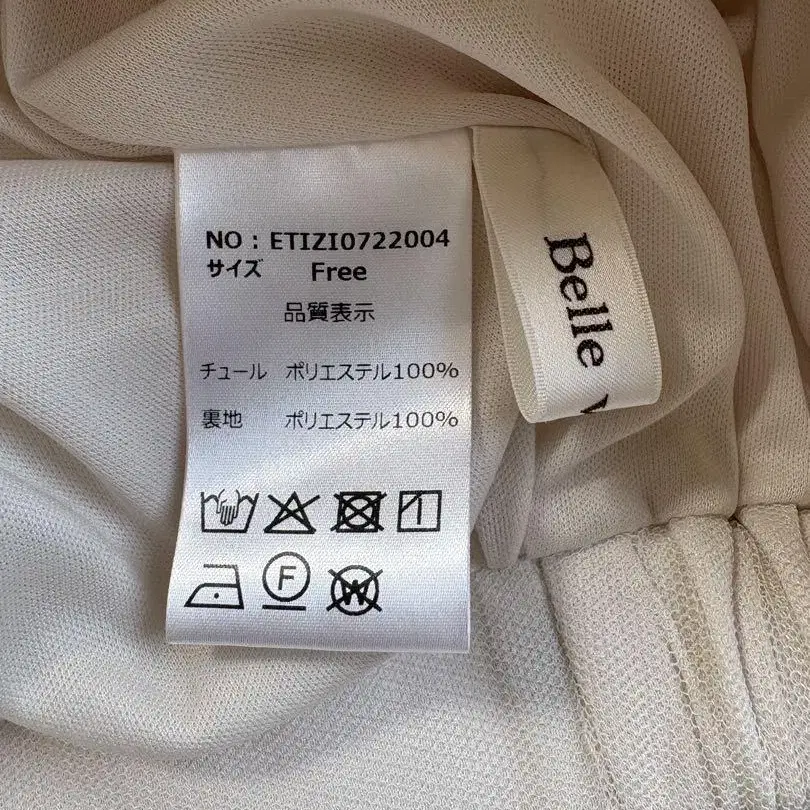 NO : ETIZI0722004
サイズ Free
品質表示
チュール ポリエステル100%
裏地 ポリエステル100%
F
W
Belle